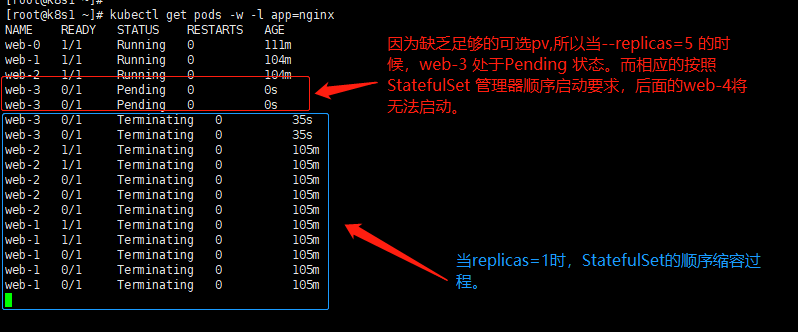 [root@k8s1 ~]#
[root@k8s1 ~]# kubectl get pods -w -l app=nginx
NAME READY STATUS RESTARTS AGE
web-0 1/1 Running 0 111m
web-1 1/1 Running 0 104m
web-2 1/1 Running 0 104m
web-3 0/1 Pending 0 0s
web-3 0/1 Pending 0 0s
web-3 0/1 Terminating 0 35s
web-3 0/1 Terminating 0 35s
web-2 1/1 Terminating 0 105m
web-2 1/1 Terminating 0 105m
web-2 0/1 Terminating 0 105m
web-2 0/1 Terminating 0 105m
web-2 0/1 Terminating 0 105m
web-1 1/1 Terminating 0 105m
web-1 1/1 Terminating 0 105m
web-1 0/1 Terminating 0 105m
web-1 0/1 Terminating 0 105m
web-1 0/1 Terminating 0 105m
因为缺乏足够的可选pv,所以当--replicas=5 的时
候，web-3 处于Pending 状态。而相应的按照
StatefulSet 管理器顺序启动要求，后面的web-4将
无法启动。
当replicas=1时，StatefulSet的顺序缩容过
程。